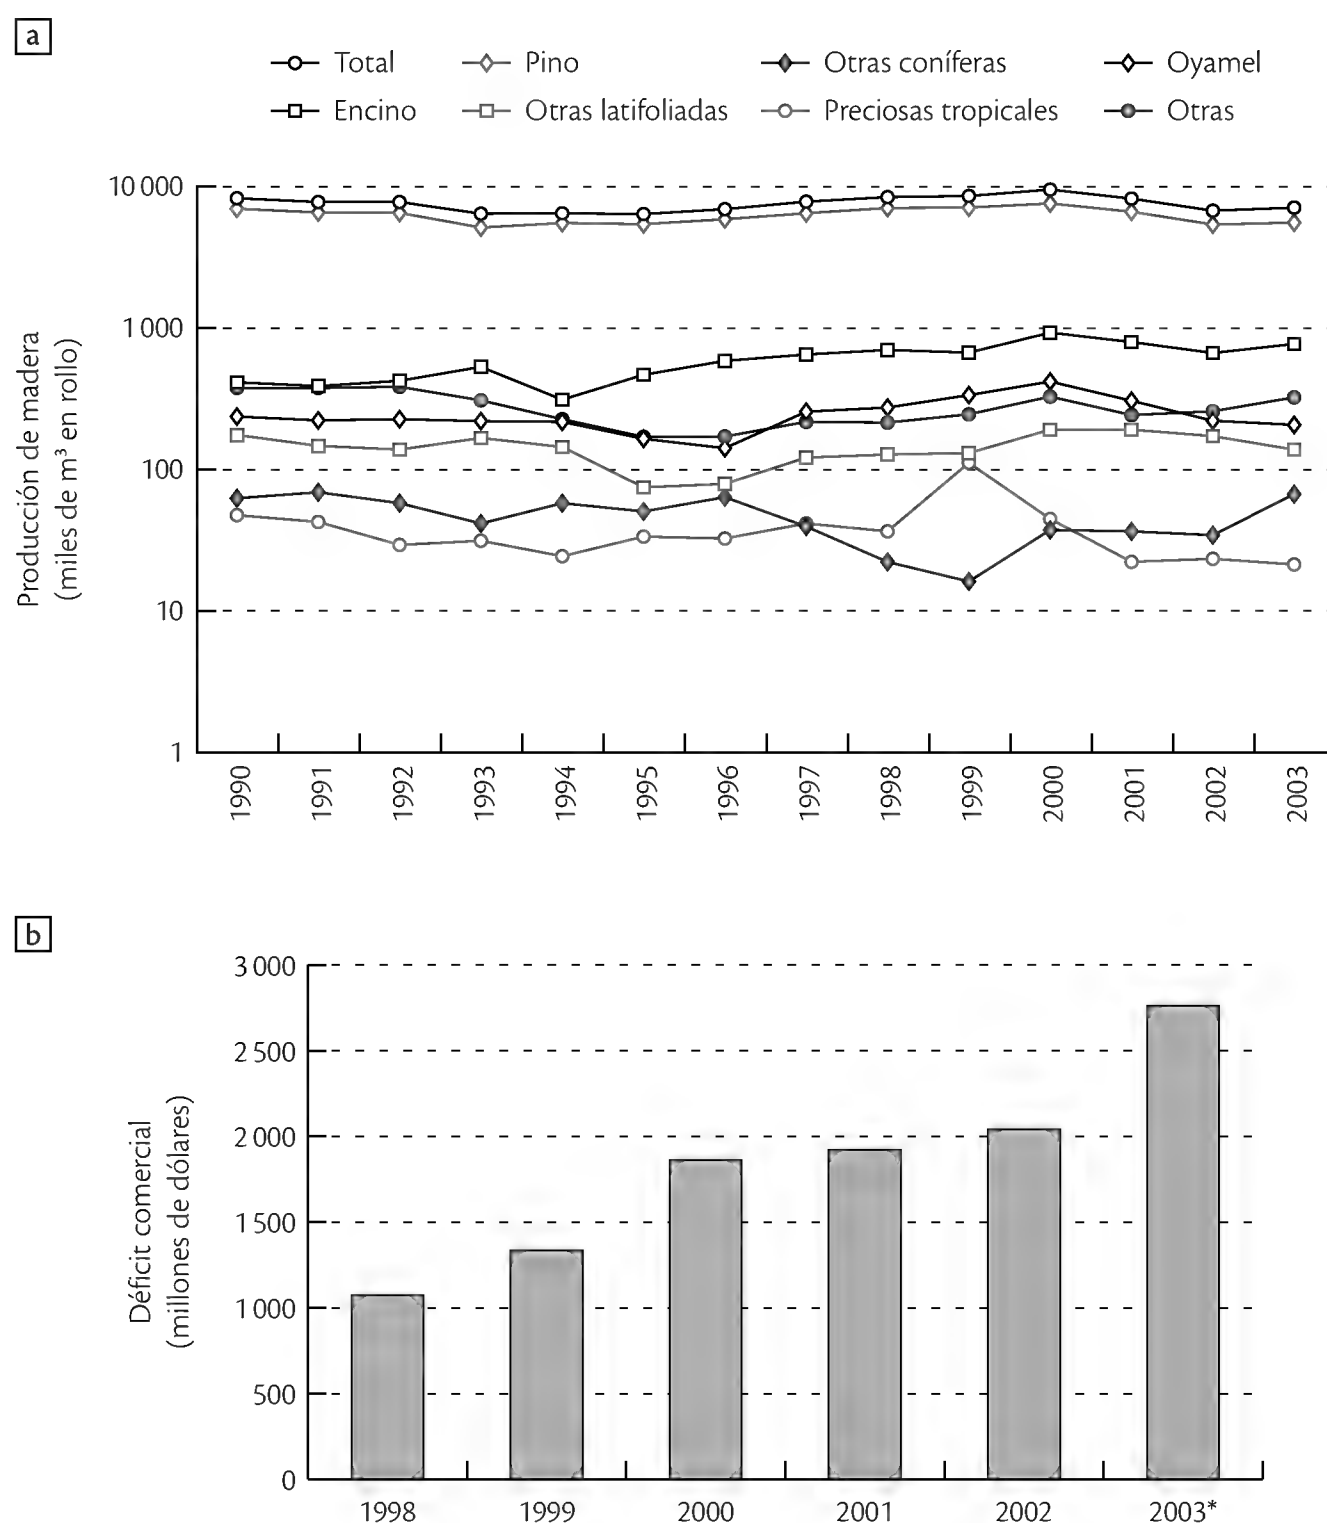 a
Total Pino Otras coníferas Oyamel
Encino Otras latifoliadas Preciosas tropicales Otras
Producción de madera
(miles de m³ en rollo)
10 000
1 000
100
10
1
1990 1991 1992 1993 1994 1995 1996 1997 1998 1999 2000 2001 2002 2003
b
Déficit comercial
(millones de dólares)
3 000
2 500
2 000
1 500
1 000
500
0
1998 1999 2000 2001 2002 2003*